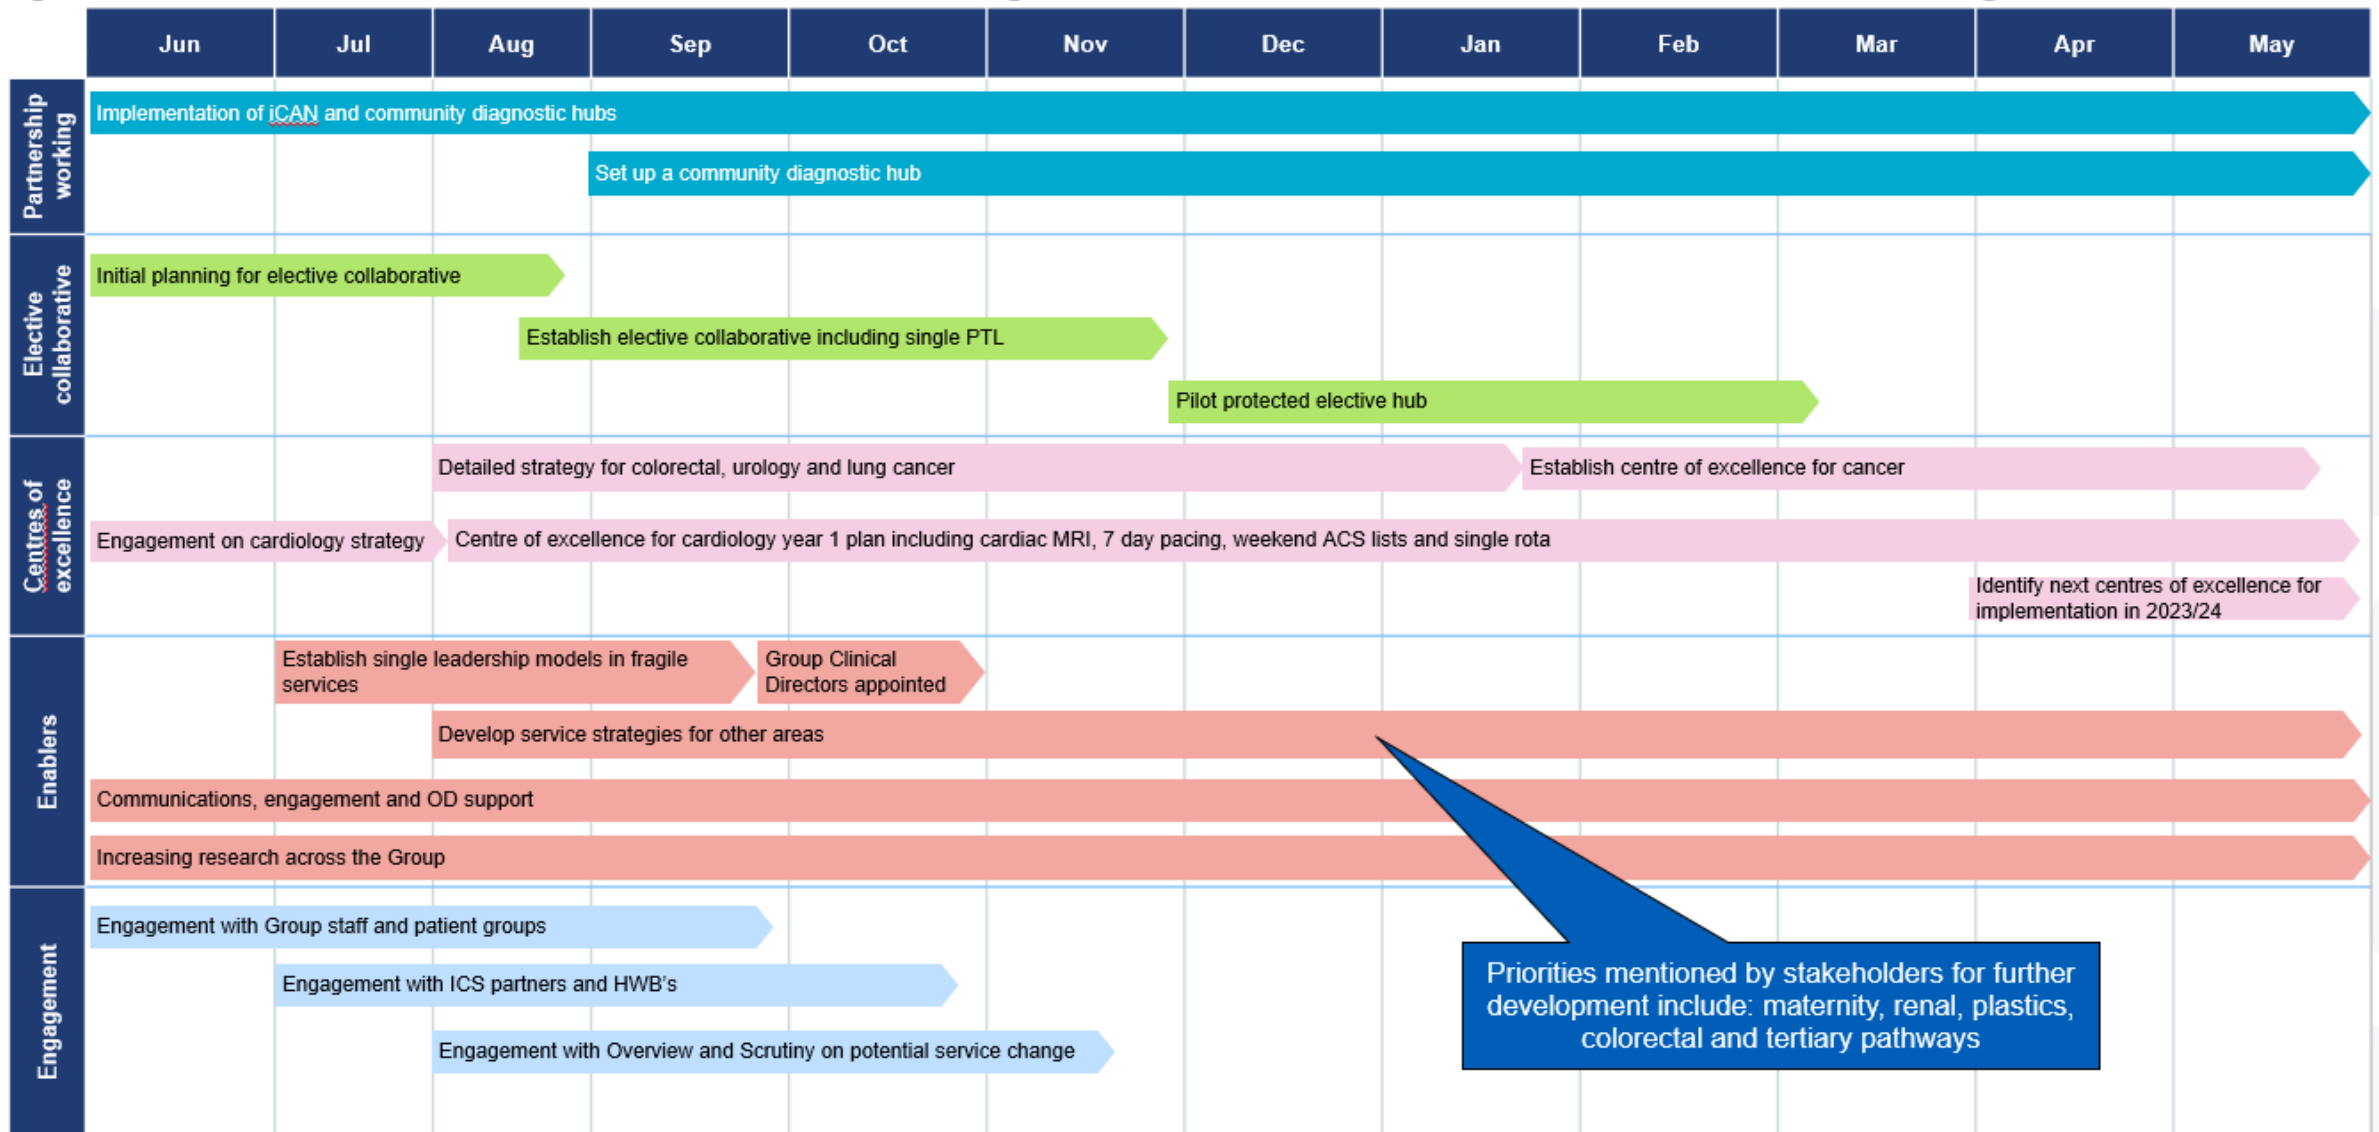 Jun Jul Aug Sep Oct Nov Dec Jan Feb Mar Apr May
Partnership
working
Implementation of iCAN and community diagnostic hubs
Set up a community diagnostic hub
Elective
collaborative
Initial planning for elective collaborative
Establish elective collaborative including single PTL
Pilot protected elective hub
Centres of
excellence
Detailed strategy for colorectal, urology and lung cancer
Establish centre of excellence for cancer
Engagement on cardiology strategy
Centre of excellence for cardiology year 1 plan including cardiac MRI, 7 day pacing, weekend ACS lists and single rota
Identify next centres of excellence for
implementation in 2023/24
Enablers
Establish single leadership models in fragile
services
Group Clinical
Directors appointed
Develop service strategies for other areas
Communications, engagement and OD support
Increasing research across the Group
Engagement
Engagement with Group staff and patient groups
Engagement with ICS partners and HWB's
Engagement with Overview and Scrutiny on potential service change
Priorities mentioned by stakeholders for further
development include: maternity, renal, plastics,
colorectal and tertiary pathways